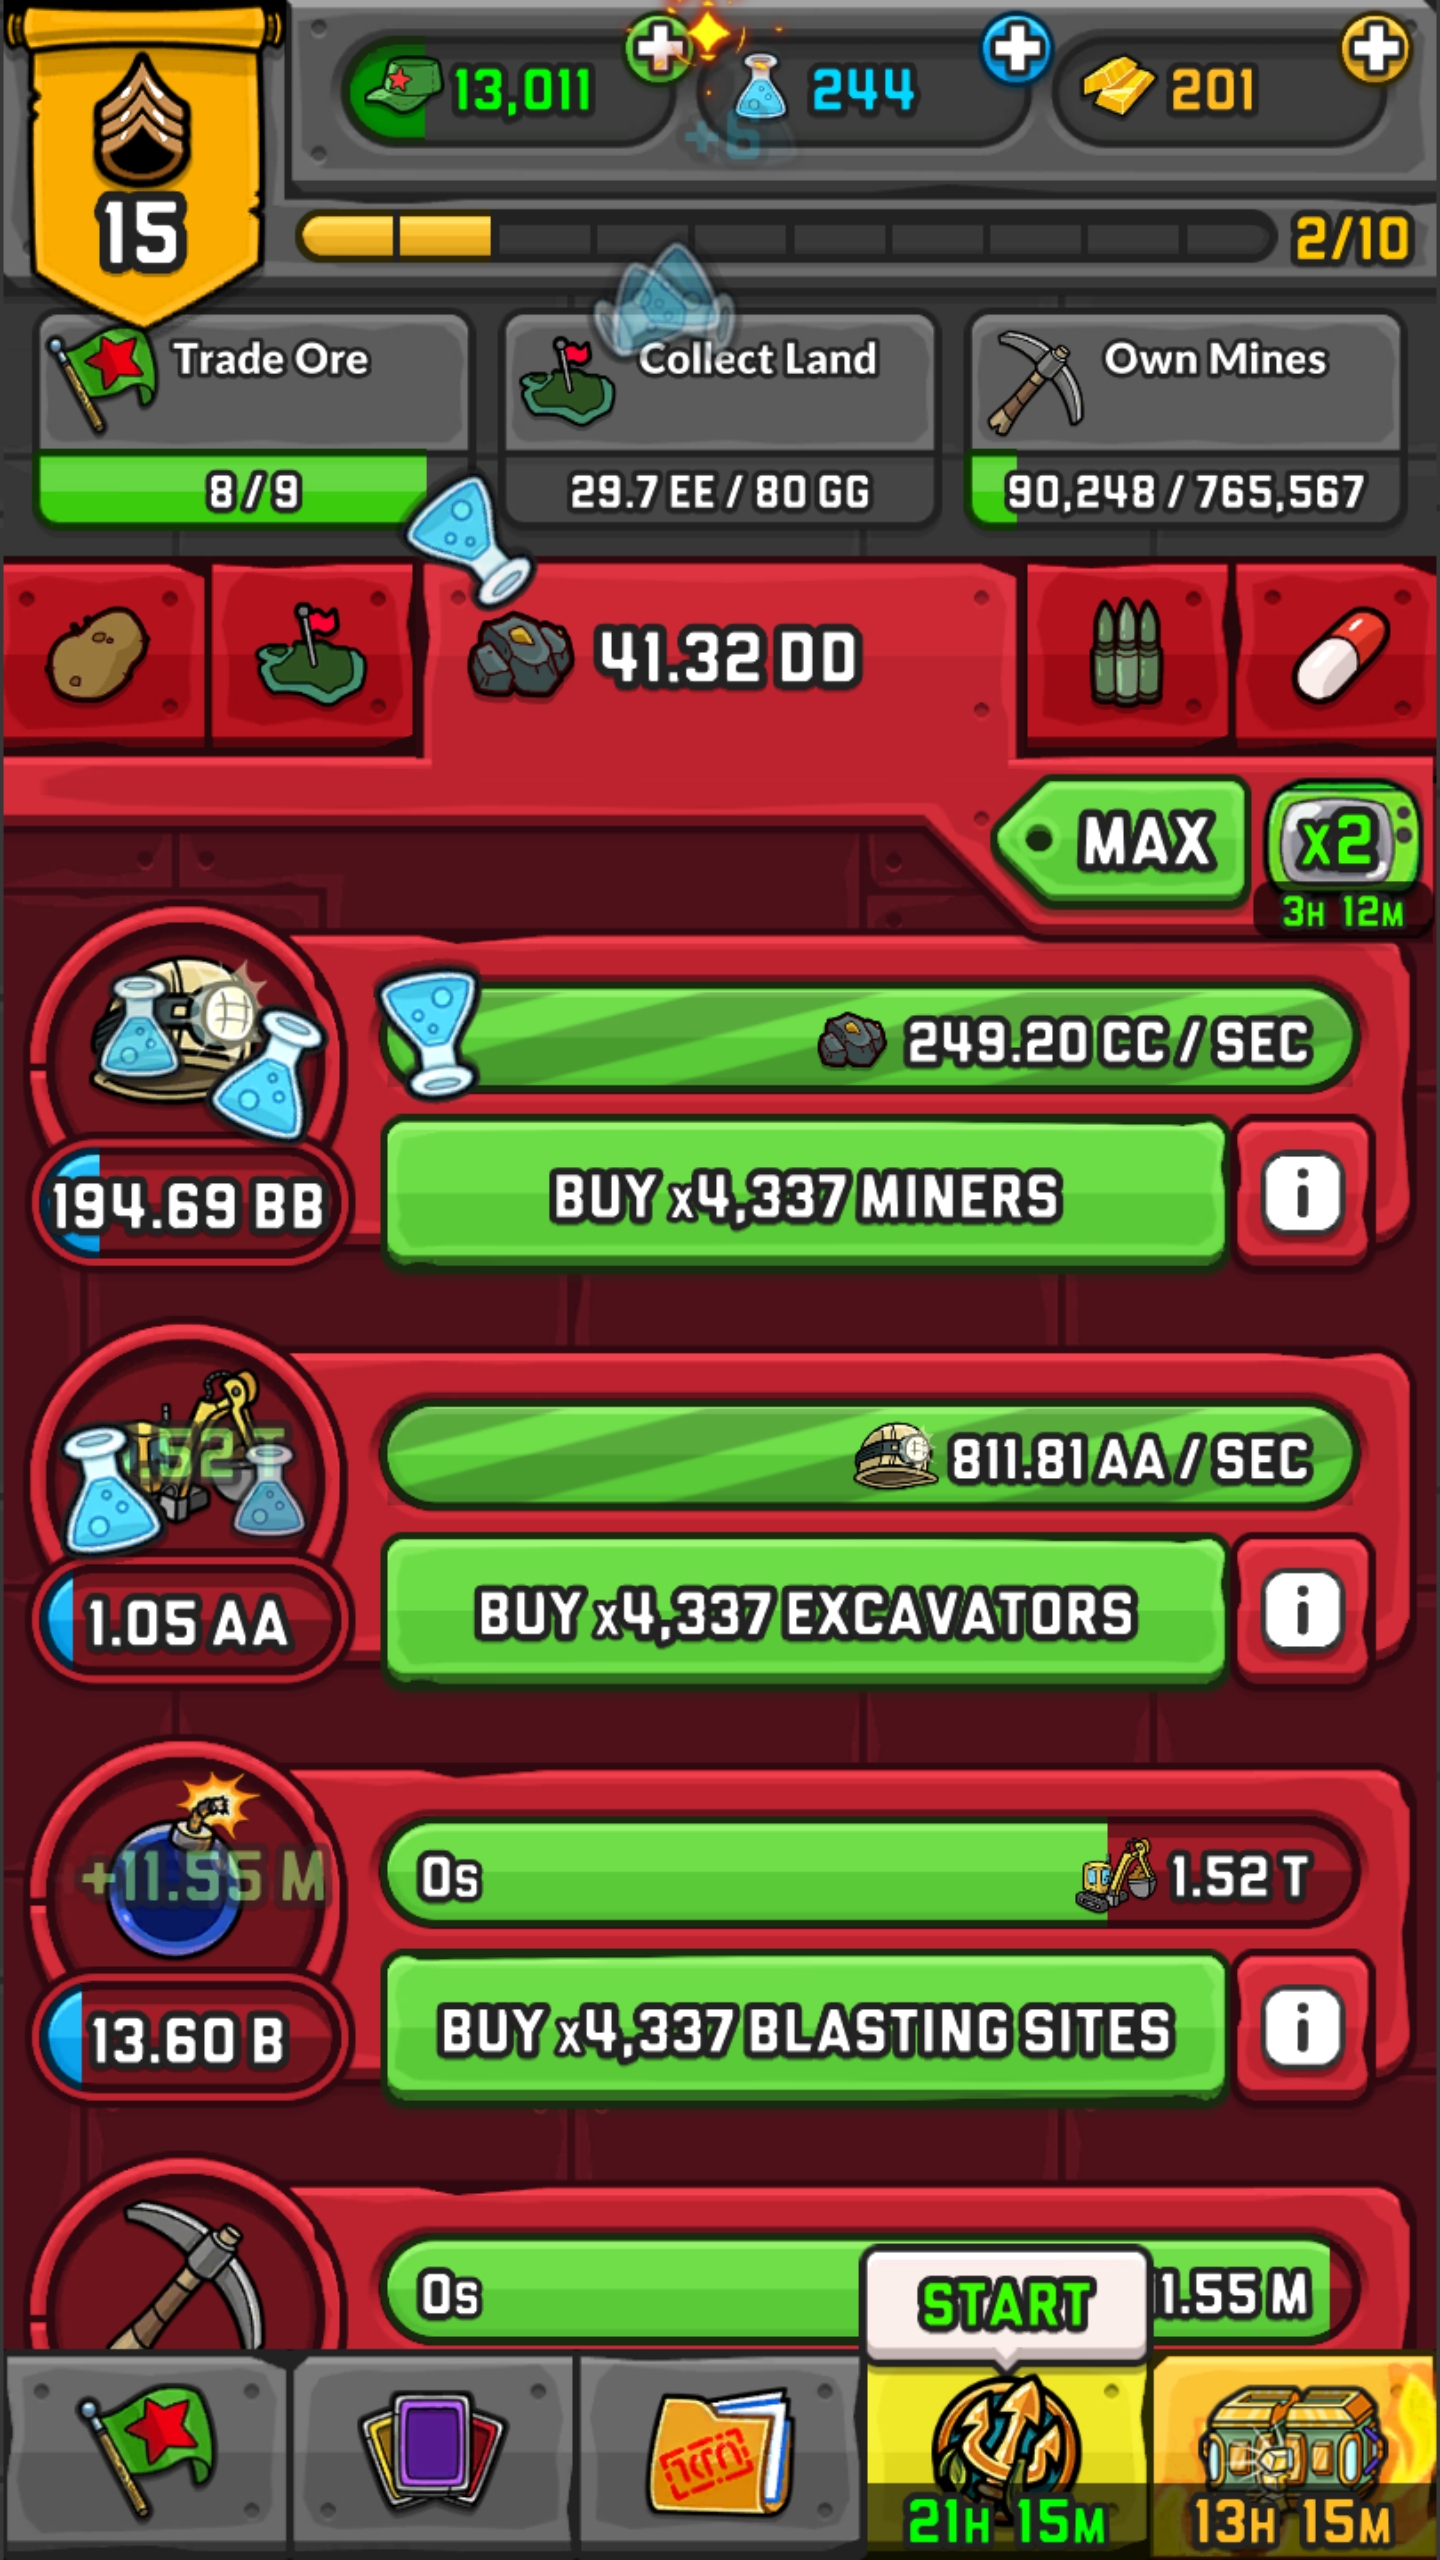 13,011
244
201
+6
15
2/10
Trade Ore
Collect Land
Own Mines
8 / 9
29.7 EE / 80 GG
90,248 / 765,567
41.32 DD
MAX
x2
3H 12M
249.20 CC / SEC
194.69 BB
BUY x4,337 MINERS
i
1.52 T
811.81 AA / SEC
1.05 AA
BUY x4,337 EXCAVATORS
i
+11.55 M
0s
1.52 T
13.60 B
BUY x4,337 BLASTING SITES
i
0s
1.55 M
START
21H 15M
13H 15M